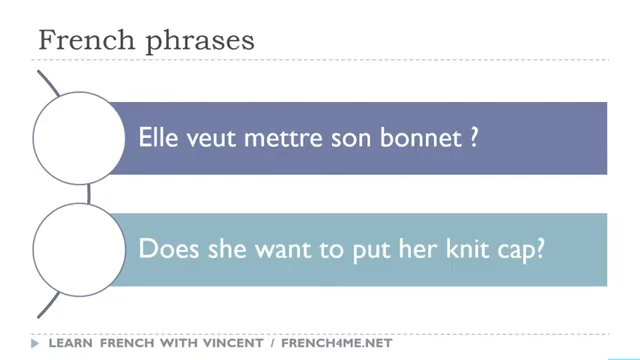 French phrases
Elle veut mettre son bonnet ?
Does she want to put her knit cap?
LEARN FRENCH WITH VINCENT / FRENCH4ME.NET